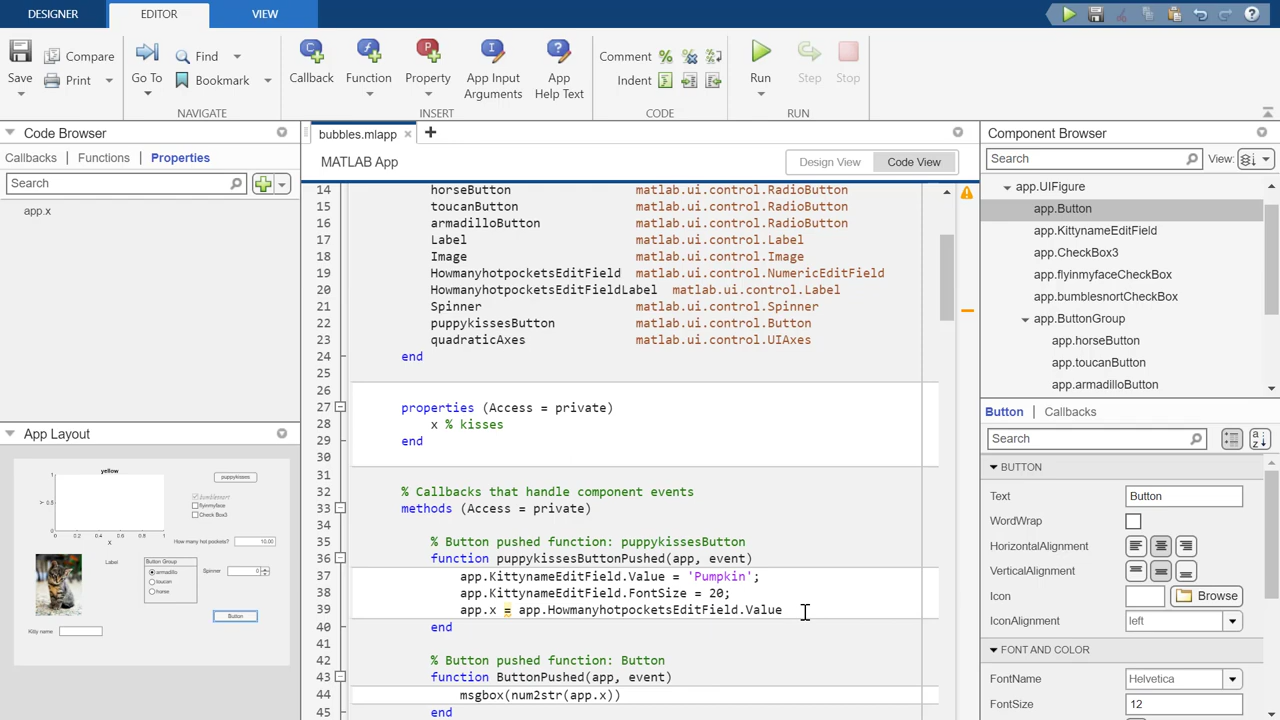 DESIGNER EDITOR VIEW
Save Compare Print Go To Find Bookmark Callback Function Property App Input Arguments App Help Text Comment Indent Run Step Stop
NAVIGATE INSERT CODE RUN
Code Browser
Callbacks Functions Properties
Search
app.x
App Layout
yellow
puppykisses
bumblesnort
flyinmyface
Check Box3
How many hot pockets? 10.00
X
Label
Button Group
armadillo
toucan
horse
Spinner 0
Button
Kitty name
bubbles.mlapp
MATLAB App Design View Code View
14 horseButton matlab.ui.control.RadioButton
15 toucanButton matlab.ui.control.RadioButton
16 armadilloButton matlab.ui.control.RadioButton
17 Label matlab.ui.control.Label
18 Image matlab.ui.control.Image
19 HowmanyhotpocketsEditField matlab.ui.control.NumericEditField
20 HowmanyhotpocketsEditFieldLabel matlab.ui.control.Label
21 Spinner matlab.ui.control.Spinner
22 puppykissesButton matlab.ui.control.Button
23 quadraticAxes matlab.ui.control.UIAxes
24 end
25
26
27 properties (Access = private)
28 x % kisses
29 end
30
31
32 % Callbacks that handle component events
33 methods (Access = private)
34
35 % Button pushed function: puppykissesButton
36 function puppykissesButtonPushed(app, event)
37 app.KittynameEditField.Value = 'Pumpkin';
38 app.KittynameEditField.FontSize = 20;
39 app.x = app.HowmanyhotpocketsEditField.Value
40 end
41
42 % Button pushed function: Button
43 function ButtonPushed(app, event)
44 msgbox(num2str(app.x))
45 end
Component Browser
Search View:
app.UIFigure
app.Button
app.KittynameEditField
app.CheckBox3
app.flyinmyfaceCheckBox
app.bumblesnortCheckBox
app.ButtonGroup
app.horseButton
app.toucanButton
app.armadilloButton
Button Callbacks
Search
BUTTON
Text Button
WordWrap
HorizontalAlignment
VerticalAlignment
Icon Browse
IconAlignment left
FONT AND COLOR
FontName Helvetica
FontSize 12